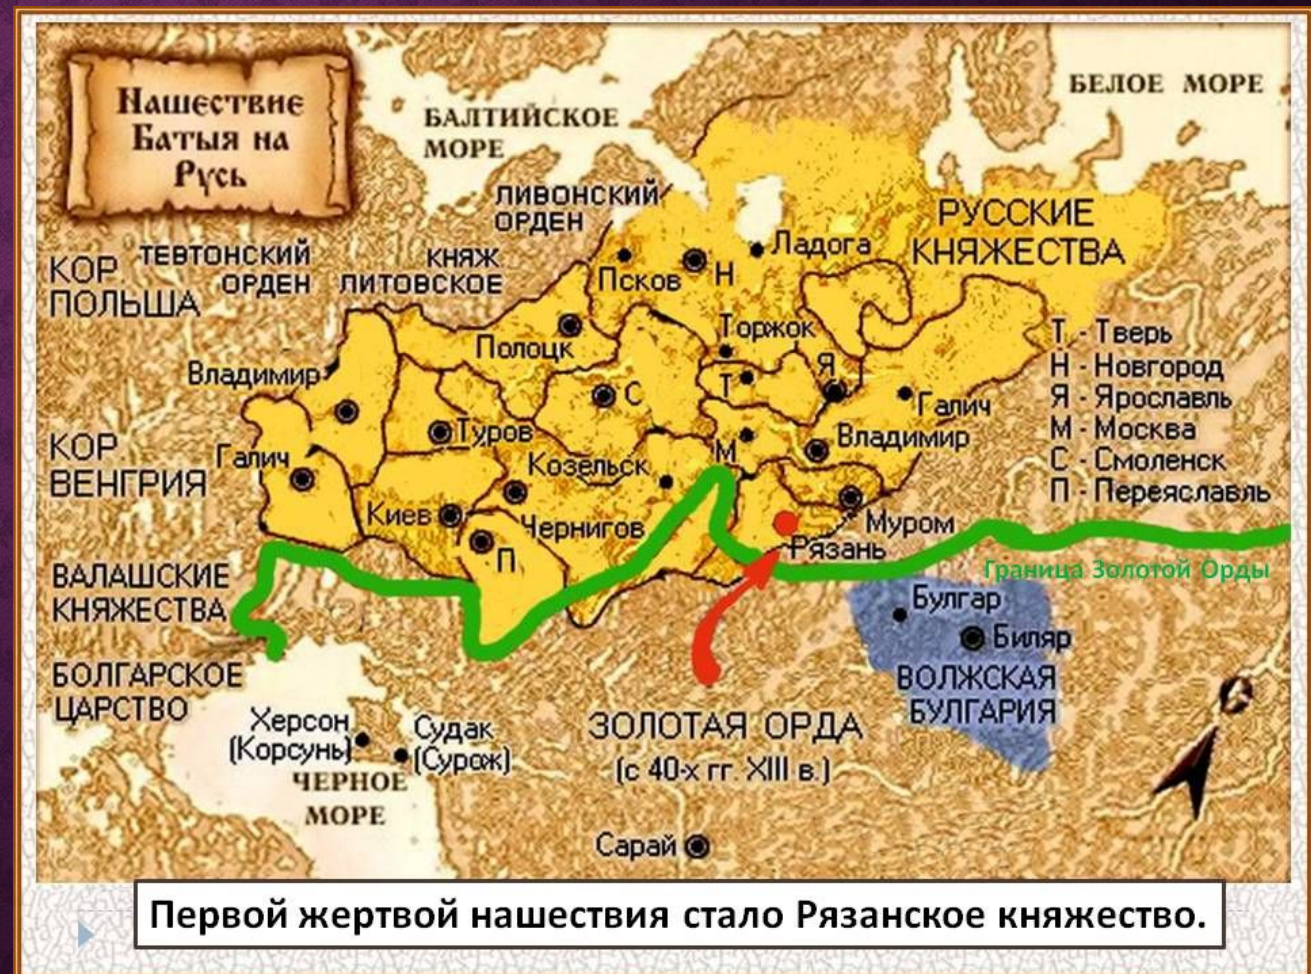 Нашествие
Батыя на
Русь
БАЛТИЙСКОЕ
МОРЕ
БЕЛОЕ МОРЕ
ЛИВОНСКИЙ
ОРДЕН
РУССКИЕ
КНЯЖЕСТВА
КОР
ПОЛЬША
ТЕВТОНСКИЙ
ОРДЕН
КНЯЖ
ЛИТОВСКОЕ
Псков
Н
Ладога
Торжок
Полоцк
Владимир
Т
Я
С
Галич
Т - Тверь
Н - Новгород
Я - Ярославль
М - Москва
С - Смоленск
П - Переяславль
КОР
ВЕНГРИЯ
Галич
Туров
Козельск
М
Владимир
Киев
Чернигов
П
Муром
Рязань
Граница Золотой Орды
ВАЛАШСКИЕ
КНЯЖЕСТВА
Булгар
Биляр
ВОЛЖСКАЯ
БУЛГАРИЯ
БОЛГАРСКОЕ
ЦАРСТВО
Херсон
(Корсунь)
Судак
(Сурож)
ЧЕРНОЕ
МОРЕ
ЗОЛОТАЯ ОРДА
(с 40-х гг. XIII в.)
С
Сарай
Первой жертвой нашествия стало Рязанское княжество.